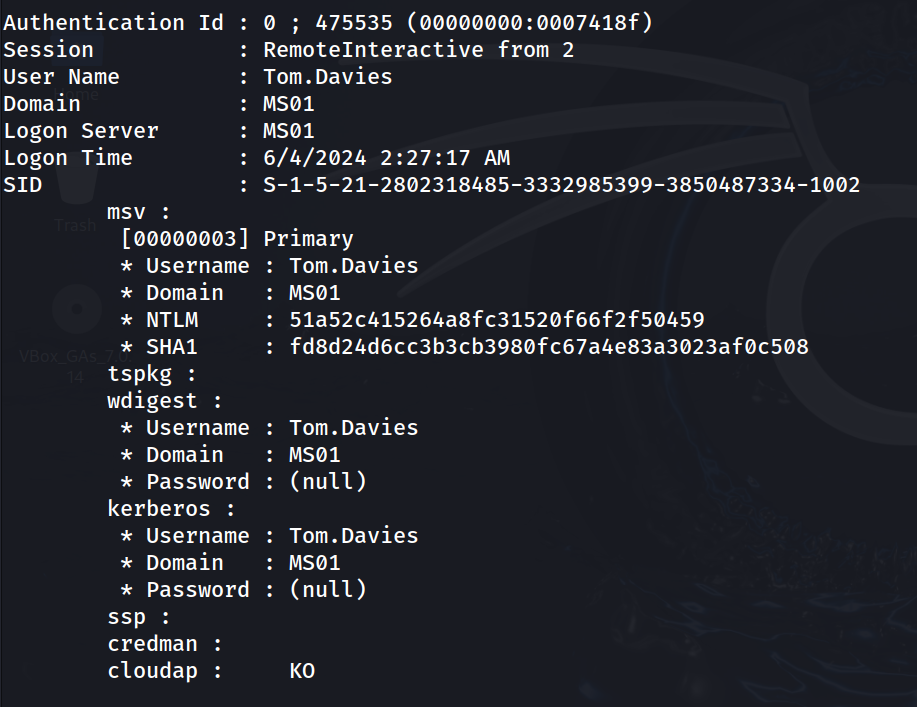 Authentication Id : 0 ; 475535 (00000000:0007418f)
Session           : RemoteInteractive from 2
User Name         : Tom.Davies
Domain            : MS01
Logon Server      : MS01
Logon Time        : 6/4/2024 2:27:17 AM
SID               : S-1-5-21-2802318485-3332985399-3850487334-1002
        msv :
         [00000003] Primary
         * Username : Tom.Davies
         * Domain   : MS01
         * NTLM     : 51a52c415264a8fc31520f66f2f50459
         * SHA1     : fd8d24d6cc3b3cb3980fc67a4e83a3023af0c508
        tspkg :
        wdigest :
         * Username : Tom.Davies
         * Domain   : MS01
         * Password : (null)
        kerberos :
         * Username : Tom.Davies
         * Domain   : MS01
         * Password : (null)
        ssp :
        credman :
        cloudap :     KO
Home
Trash
VBox_GAs_7.0.
14